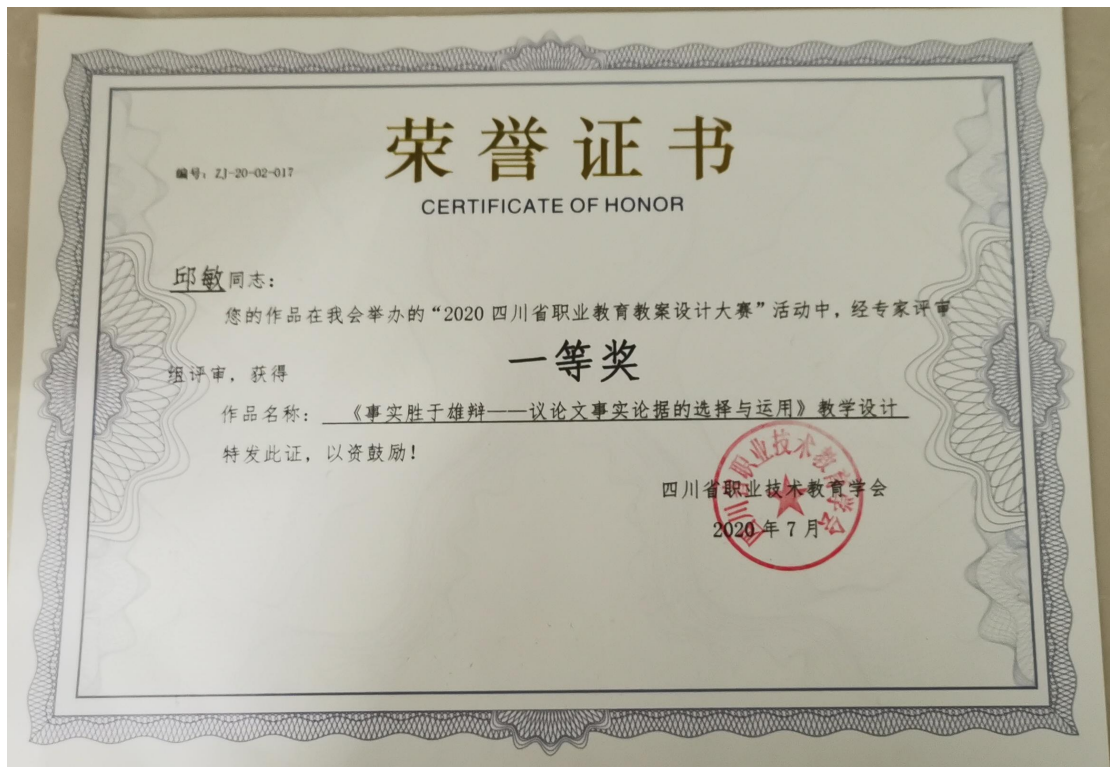 荣誉证书
编号：ZJ-20-02-017
CERTIFICATE OF HONOR
邱敏同志：
您的作品在我会举办的“2020四川省职业教育教案设计大赛”活动中，经专家评审
组评审，获得 一等奖
作品名称：《事实胜于雄辩——议论文事实论据的选择与运用》教学设计
特发此证，以资鼓励！
四川省职业技术教育学会
2020年7月
四川省职业技术教育学会